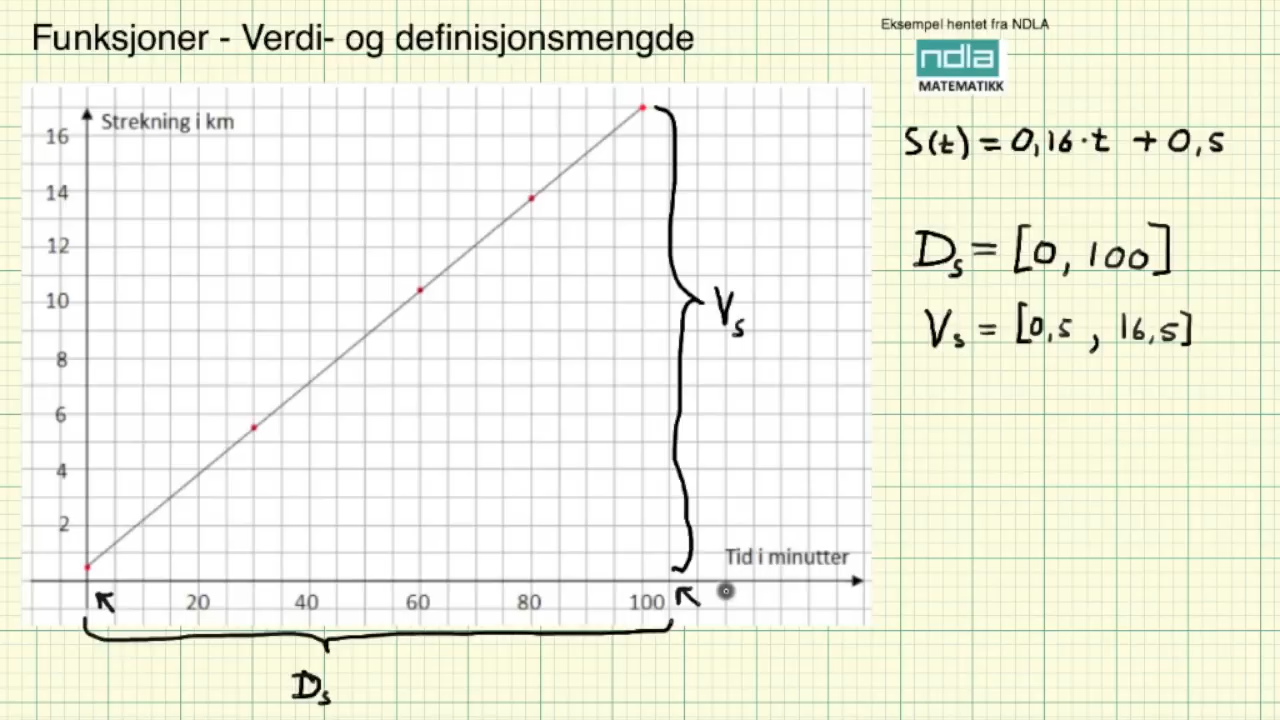 Funksjoner - Verdi- og definisjonsmengde
Eksempel hentet fra NDLA
ndla
MATEMATIKK
Strekning i km
16
14
12
10
8
6
4
2
20 40 60 80 100
Tid i minutter
Vs
Ds
S(t) = 0,16·t + 0,5
Ds = [0, 100]
Vs = [0,5 , 16,5]